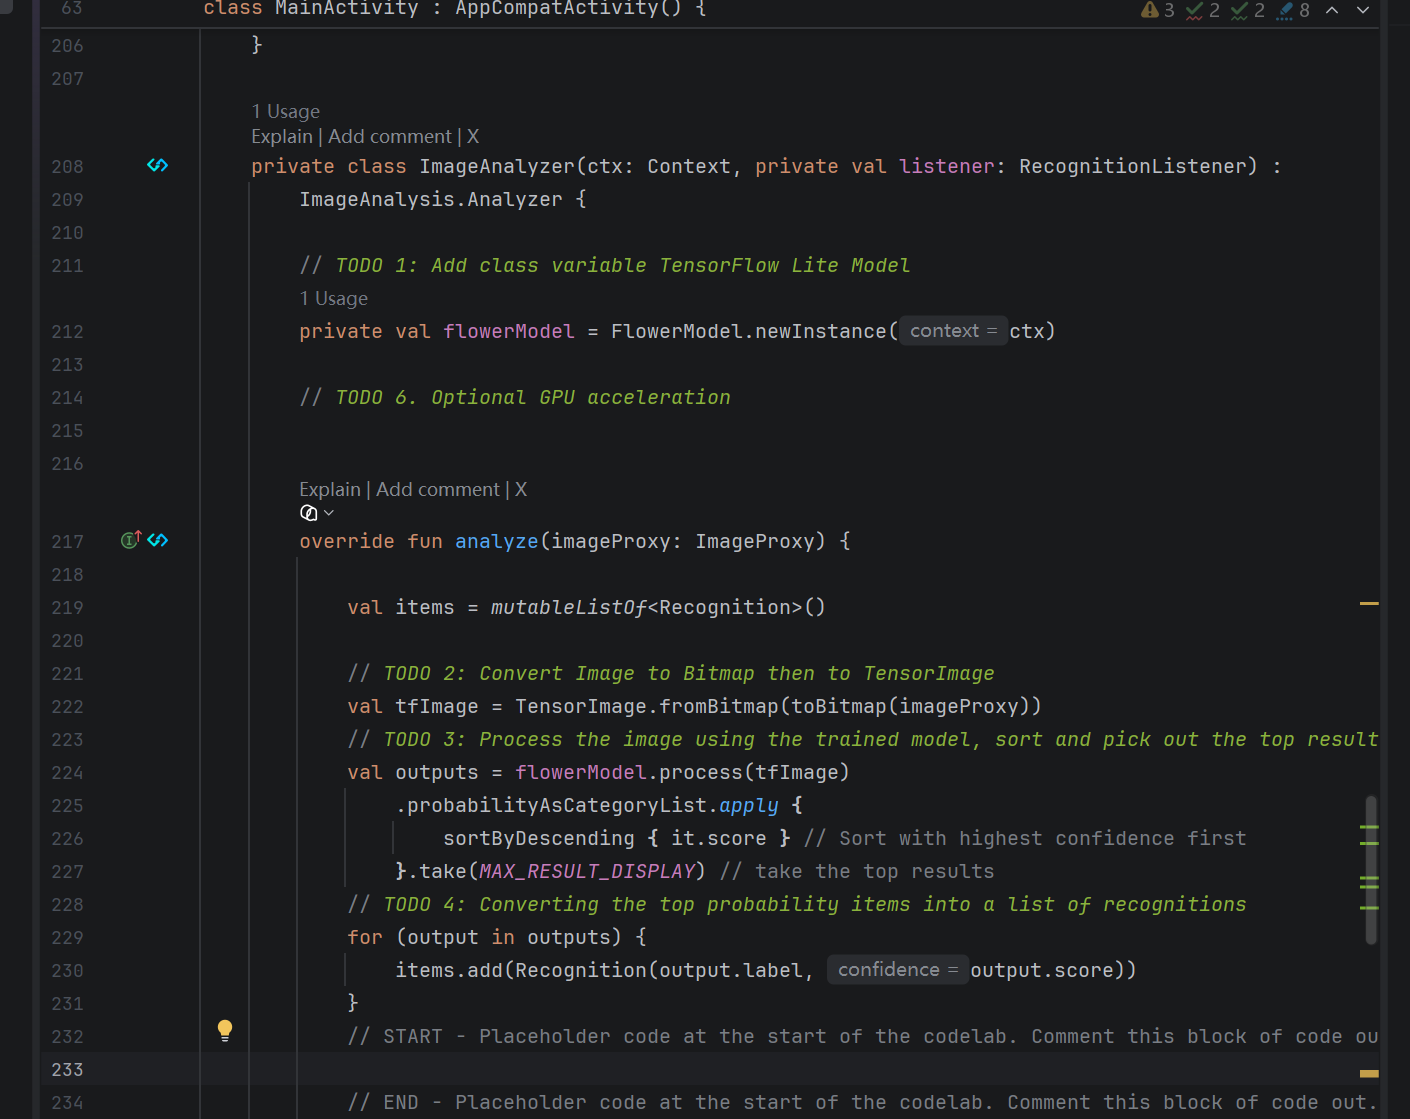 63 class MainActivity : AppCompatActivity() {
3 2 2 8
206 }
207
1 Usage
Explain | Add comment | X
208 private class ImageAnalyzer(ctx: Context, private val listener: RecognitionListener) :
209 ImageAnalysis.Analyzer {
210
211 // TODO 1: Add class variable TensorFlow Lite Model
1 Usage
212 private val flowerModel = FlowerModel.newInstance( context = ctx)
213
214 // TODO 6. Optional GPU acceleration
215
216
Explain | Add comment | X
217 override fun analyze(imageProxy: ImageProxy) {
218
219 val items = mutableListOf<Recognition>()
220
221 // TODO 2: Convert Image to Bitmap then to TensorImage
222 val tfImage = TensorImage.fromBitmap(toBitmap(imageProxy))
223 // TODO 3: Process the image using the trained model, sort and pick out the top result
224 val outputs = flowerModel.process(tfImage)
225 .probabilityAsCategoryList.apply {
226 sortByDescending { it.score } // Sort with highest confidence first
227 }.take(MAX_RESULT_DISPLAY) // take the top results
228 // TODO 4: Converting the top probability items into a list of recognitions
229 for (output in outputs) {
230 items.add(Recognition(output.label, confidence = output.score))
231 }
232 // START - Placeholder code at the start of the codelab. Comment this block of code ou
233
234 // END - Placeholder code at the start of the codelab. Comment this block of code out.